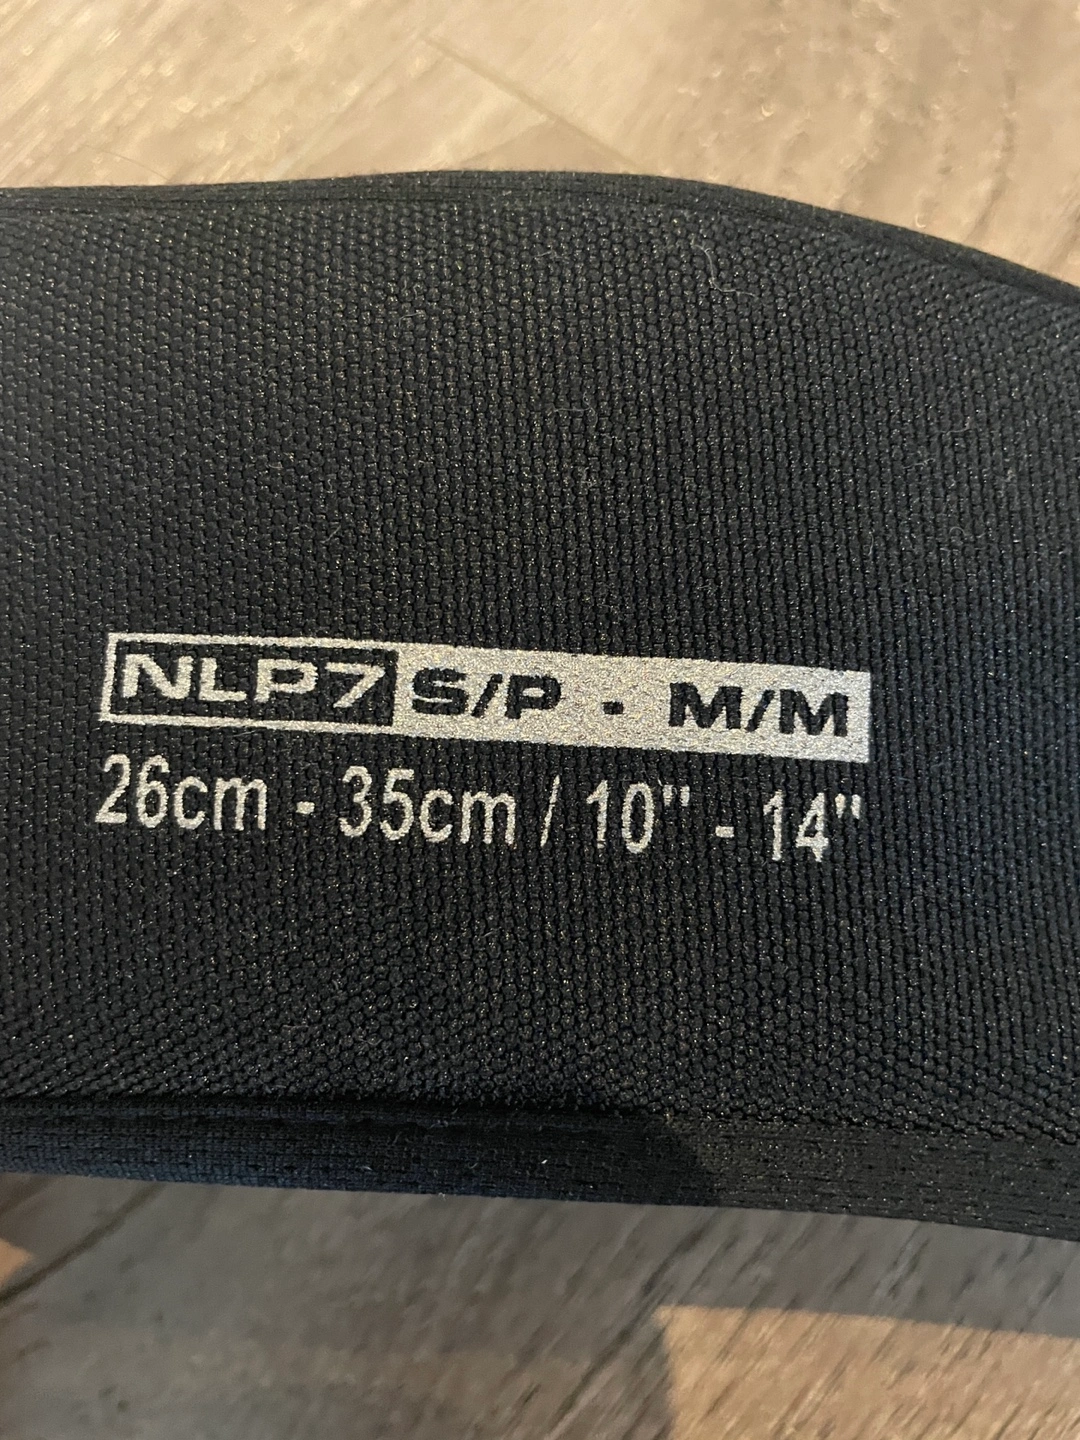 NLP7 S/P . M/M
26cm - 35cm / 10" - 14"